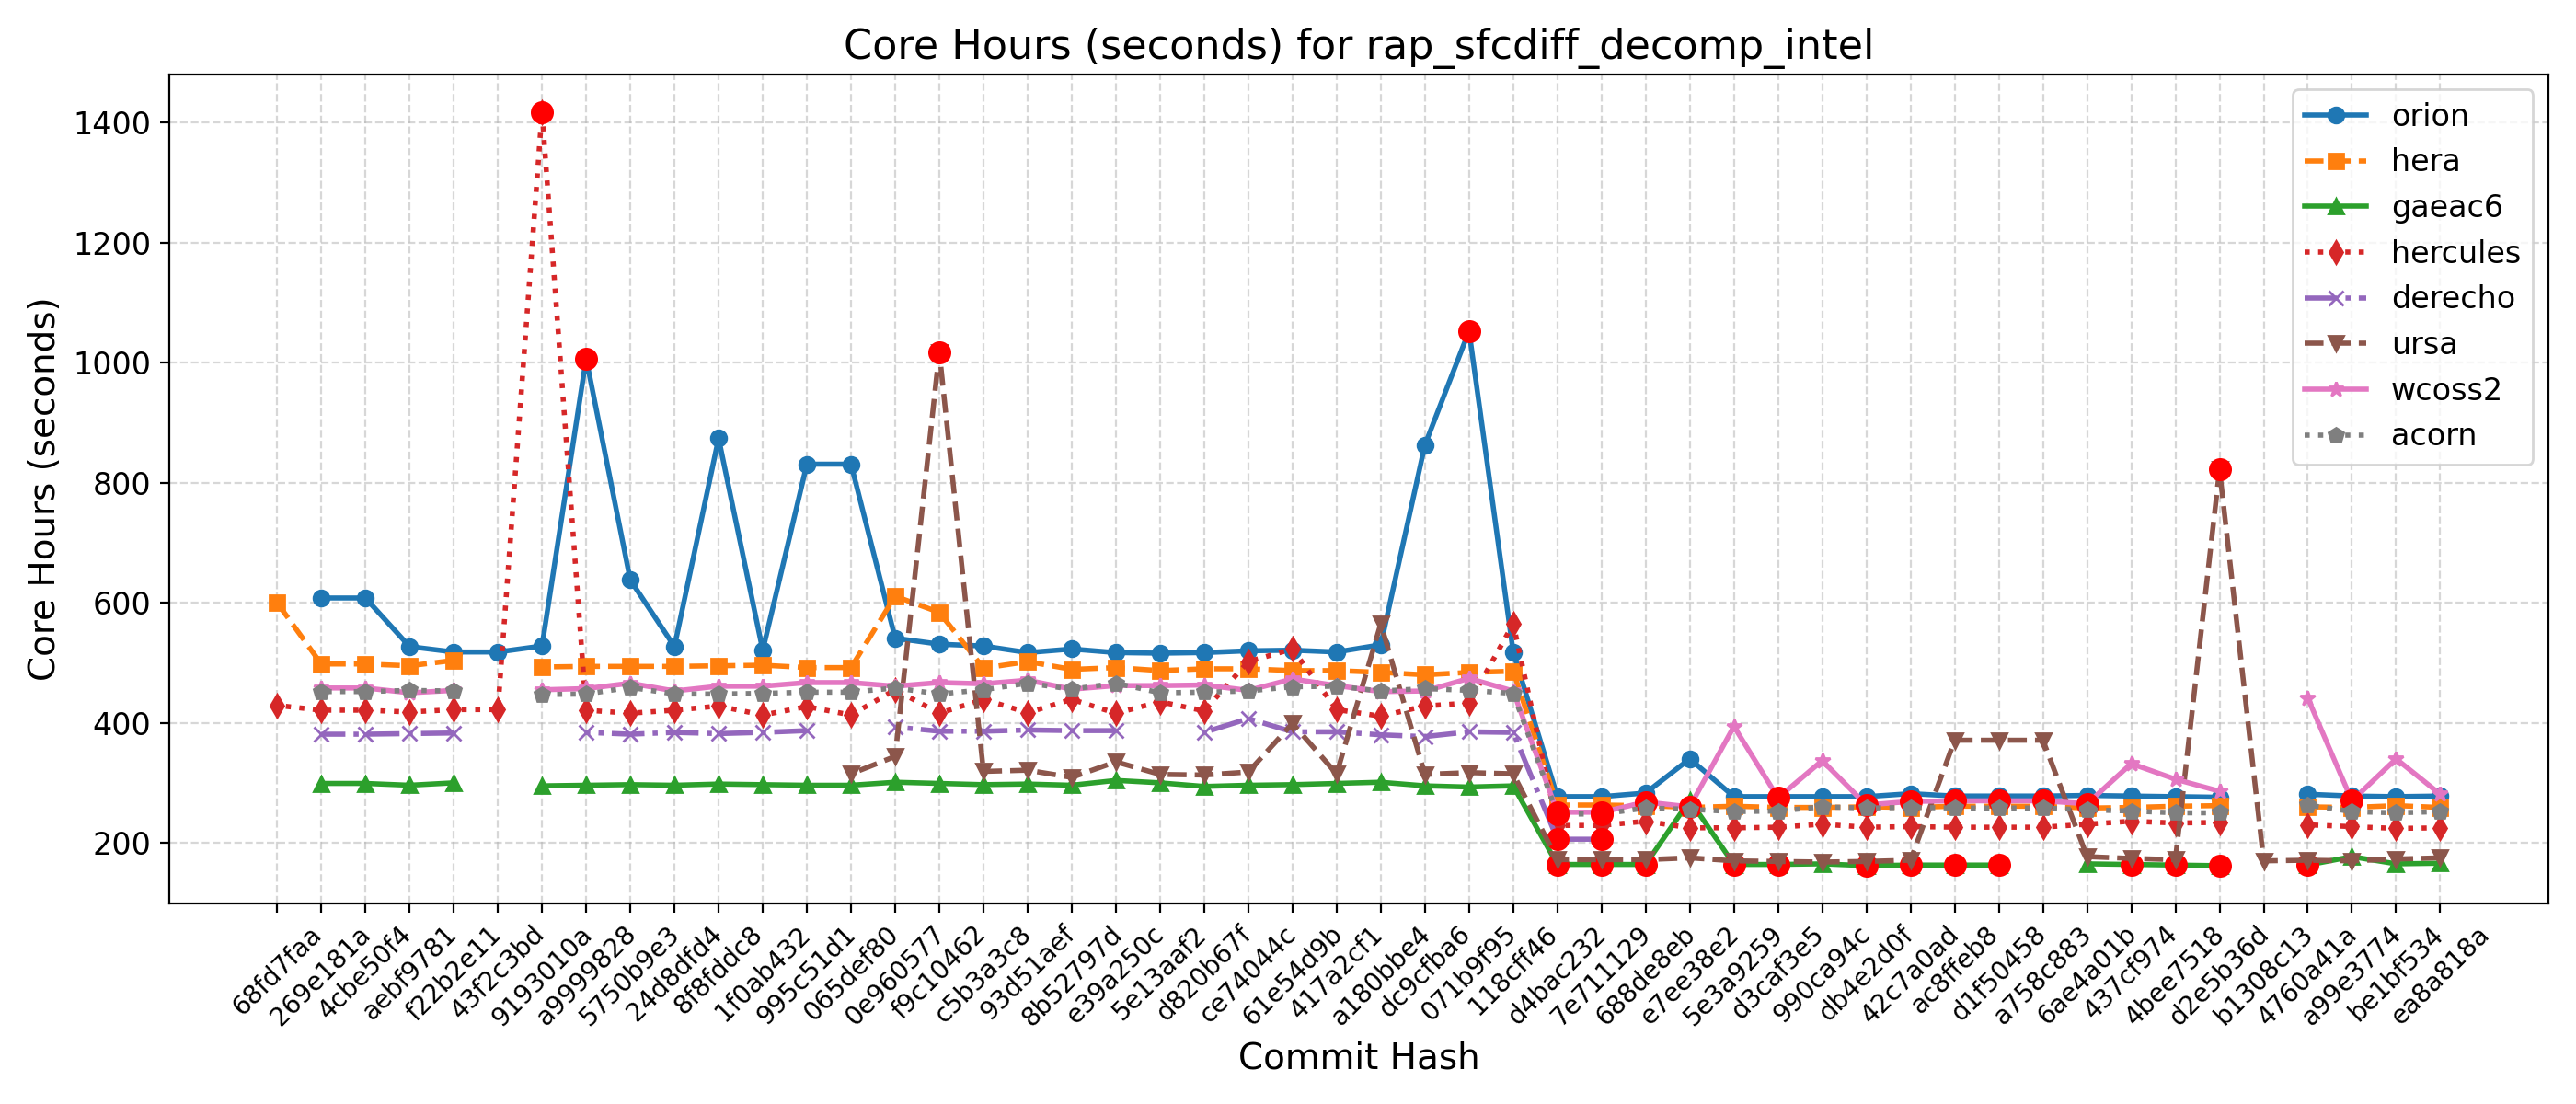 Core Hours (seconds) for rap_sfcdiff_decomp_intel
Core Hours (seconds)
1400
1200
1000
800
600
400
200
orion
hera
gaeac6
hercules
derecho
ursa
wcoss2
acorn
68fd7faa
269e181a
4cbe50f4
aebf9781
f22b2e11
43f2c3bd
9193010a
a9999828
5750b9e3
24d8dfd4
8f8fddc8
1f0ab432
995c51d1
065def80
0e960577
f9c10462
c5b3a3c8
93d51aef
8b52797d
e39a250c
5e13aaf2
d820b67f
ce74044c
61e54d9b
417a2cf1
a180bbe4
dc9cfba6
071b9f95
118cff46
d4bac232
7e711129
688de8eb
e7ee38e2
5e3a9259
d3caf3e5
990ca94c
db4e2d0f
42c7a0ad
ac8ffeb8
d1f50458
a758c883
6ae4a01b
437cf974
4bee7518
d2e5b36d
b1308c13
4760a41a
a99e3774
be1bf534
ea8a818a
Commit Hash